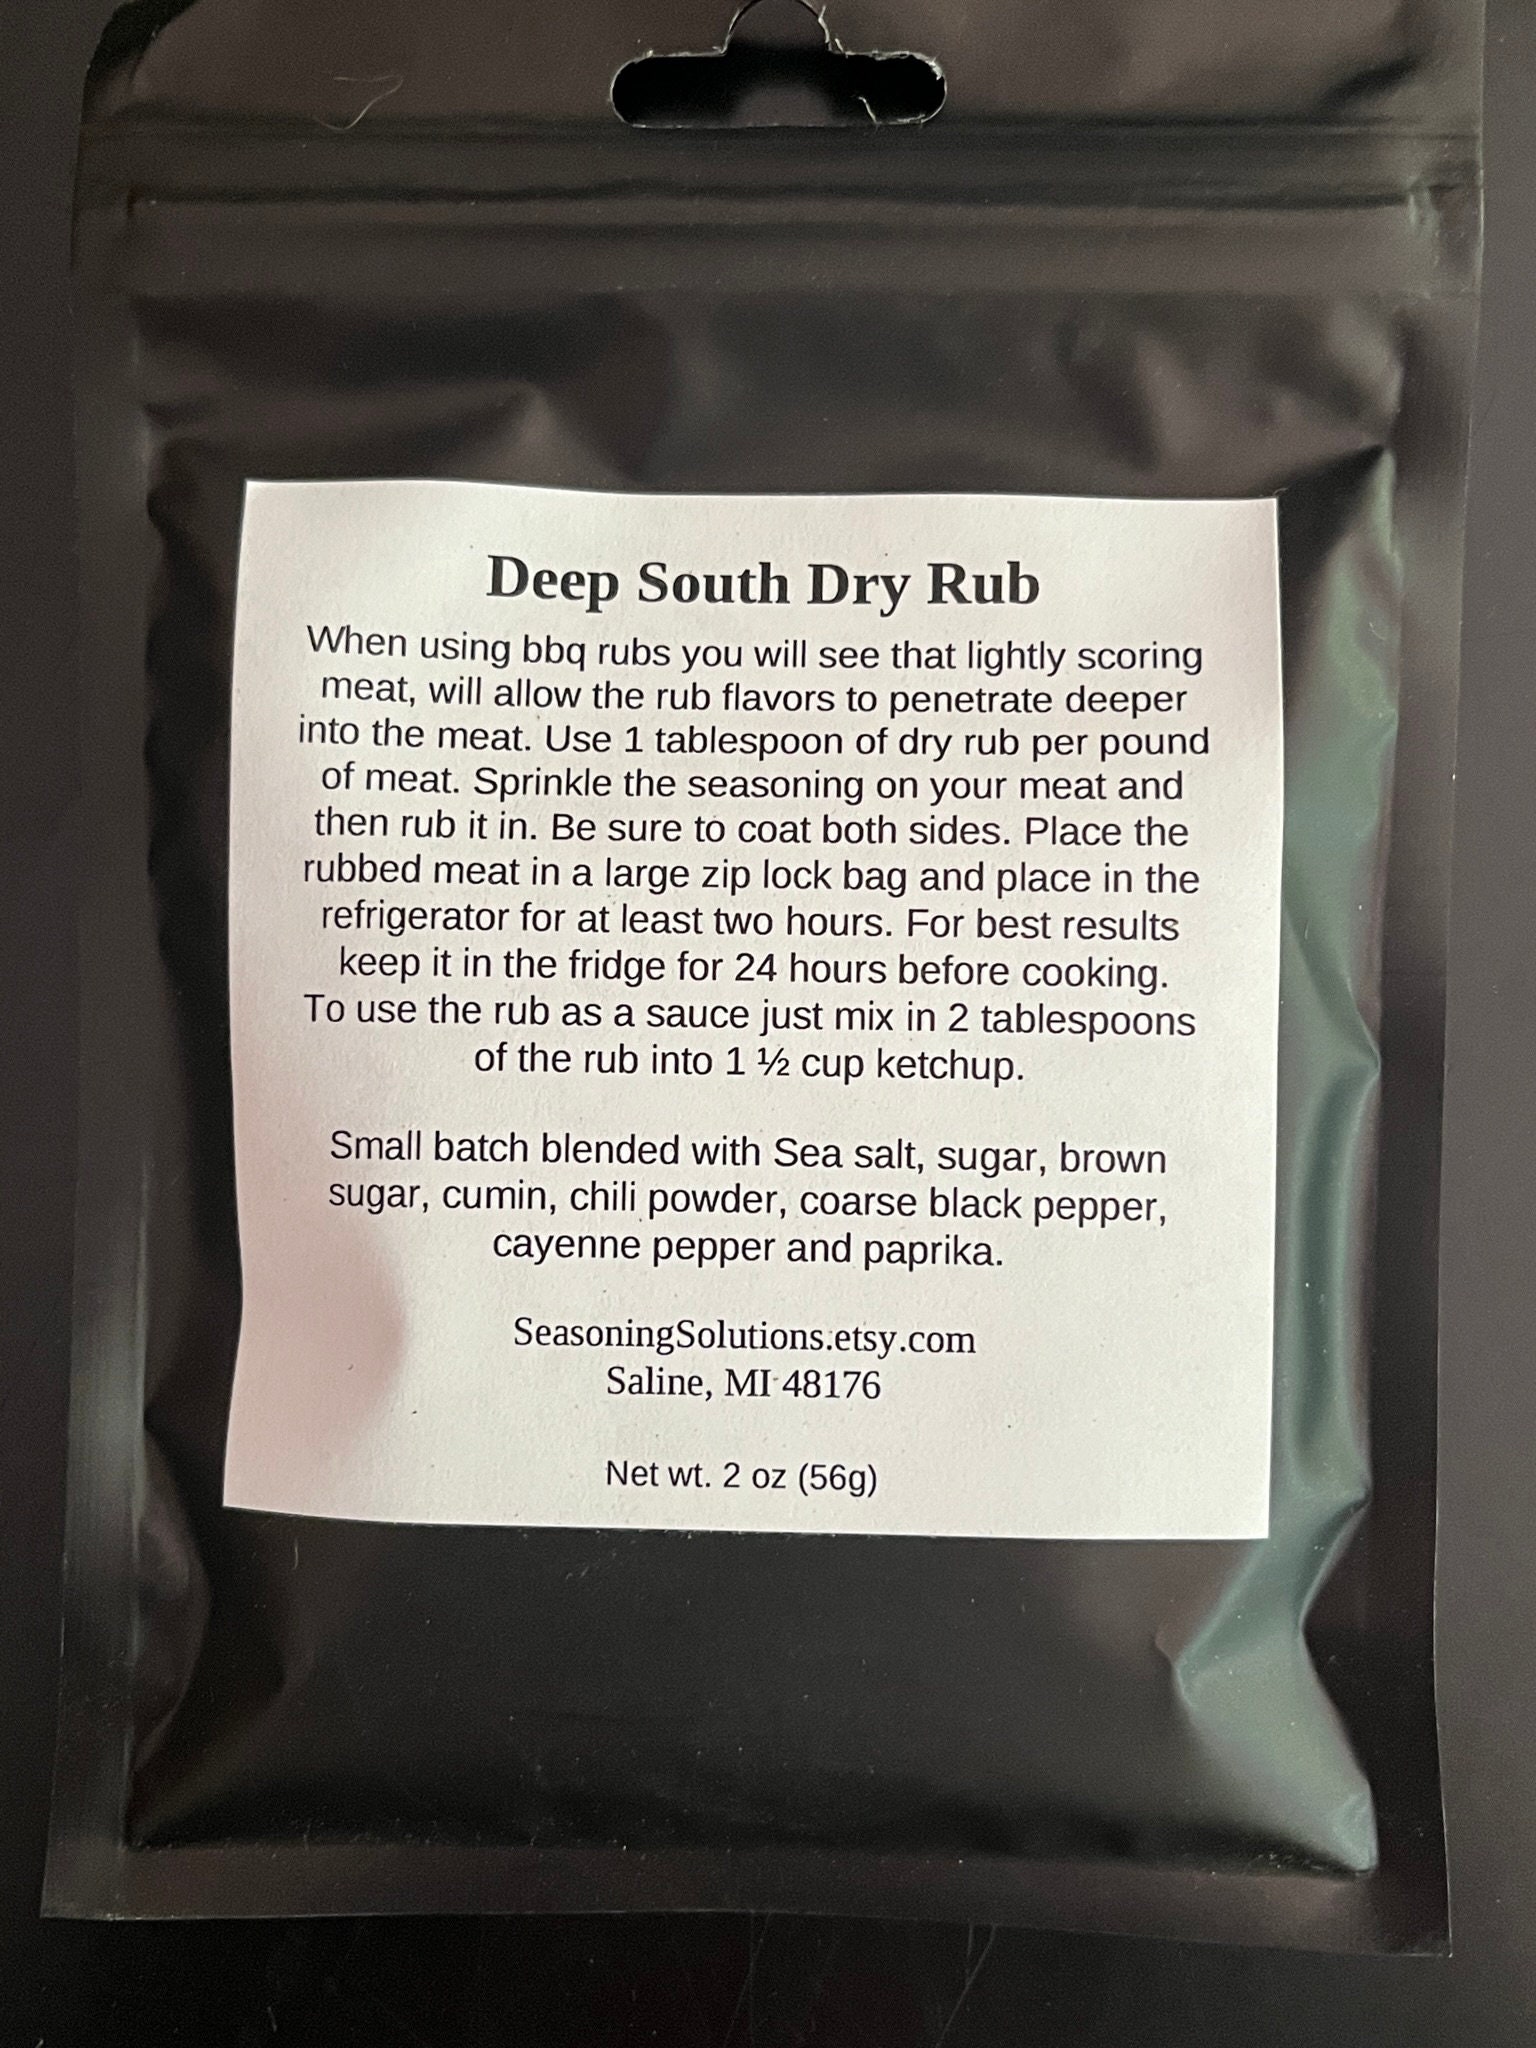 Deep South Dry Rub
When using bbq rubs you will see that lightly scoring
meat, will allow the rub flavors to penetrate deeper
into the meat. Use 1 tablespoon of dry rub per pound
of meat. Sprinkle the seasoning on your meat and
then rub it in. Be sure to coat both sides. Place the
rubbed meat in a large zip lock bag and place in the
refrigerator for at least two hours. For best results
keep it in the fridge for 24 hours before cooking.
To use the rub as a sauce just mix in 2 tablespoons
of the rub into 1 ½ cup ketchup.
Small batch blended with Sea salt, sugar, brown
sugar, cumin, chili powder, coarse black pepper,
cayenne pepper and paprika.
SeasoningSolutions.etsy.com
Saline, MI 48176
Net wt. 2 oz (56g)